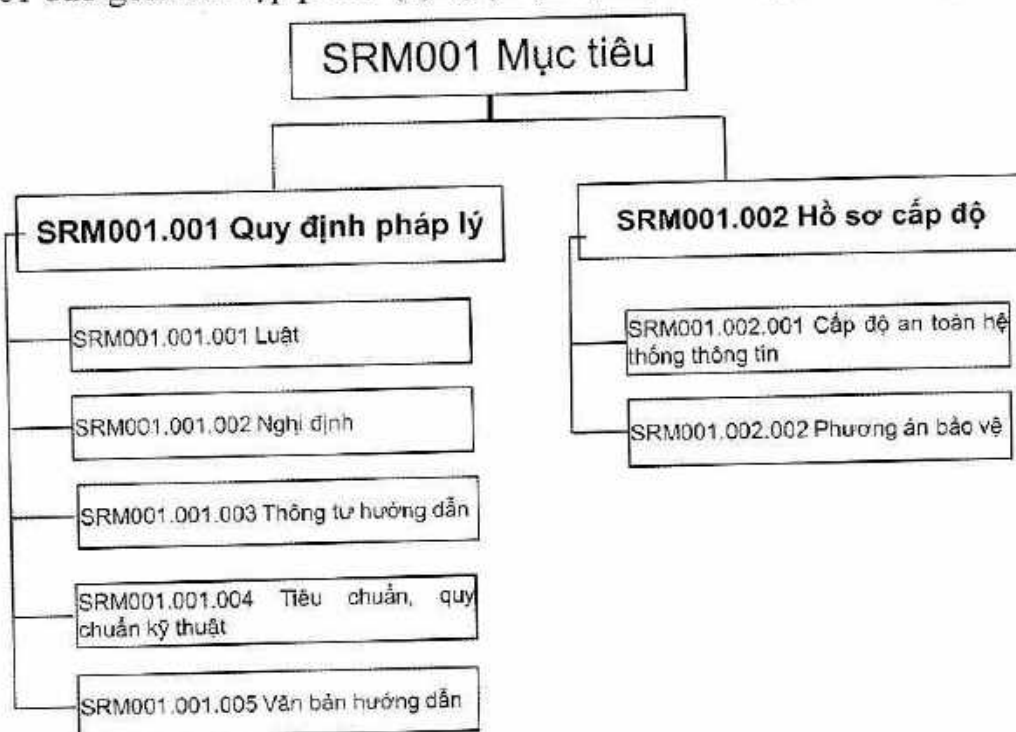 SRM001 Mục tiêu
SRM001.001 Quy định pháp lý
SRM001.001.001 Luật
SRM001.001.002 Nghị định
SRM001.001.003 Thông tư hướng dẫn
SRM001.001.004 Tiêu chuẩn, quy
chuẩn kỹ thuật
SRM001.001.005 Văn bản hướng dẫn
SRM001.002 Hồ sơ cấp độ
SRM001.002.001 Cấp độ an toàn hệ
thống thông tin
SRM001.002.002 Phương án bảo vệ